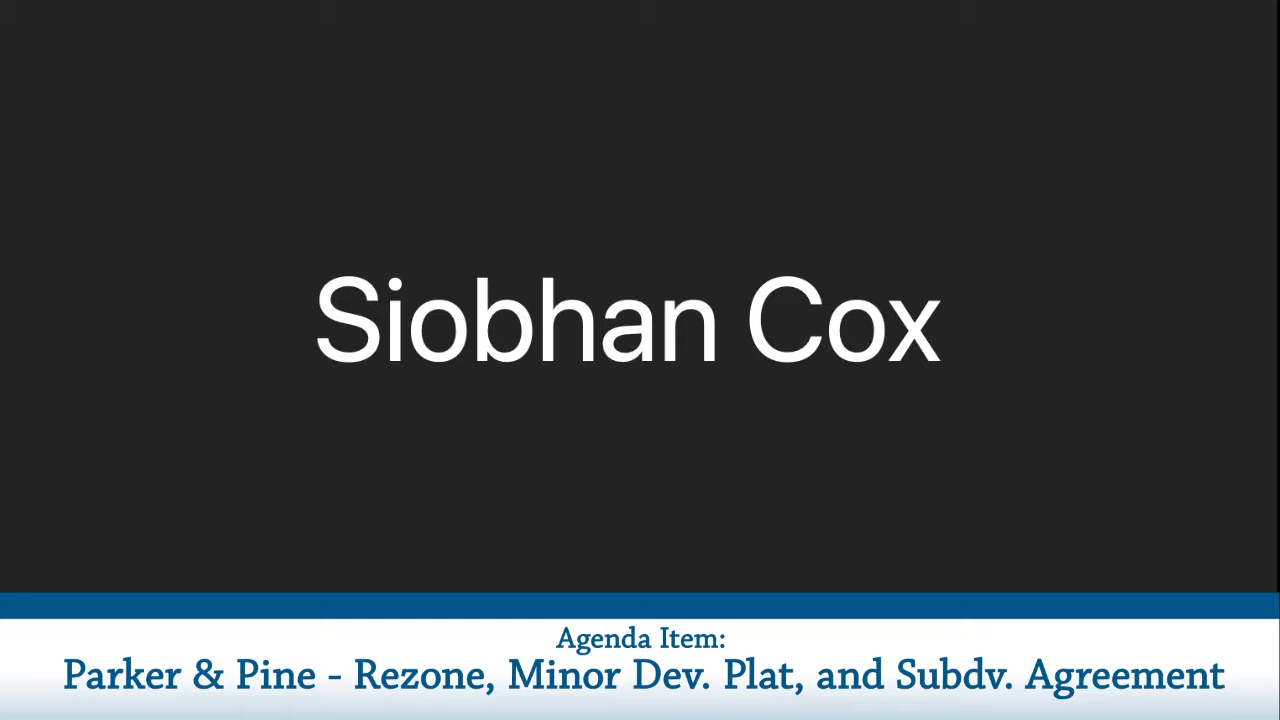 Siobhan Cox
Agenda Item:
Parker & Pine - Rezone, Minor Dev. Plat, and Subdv. Agreement